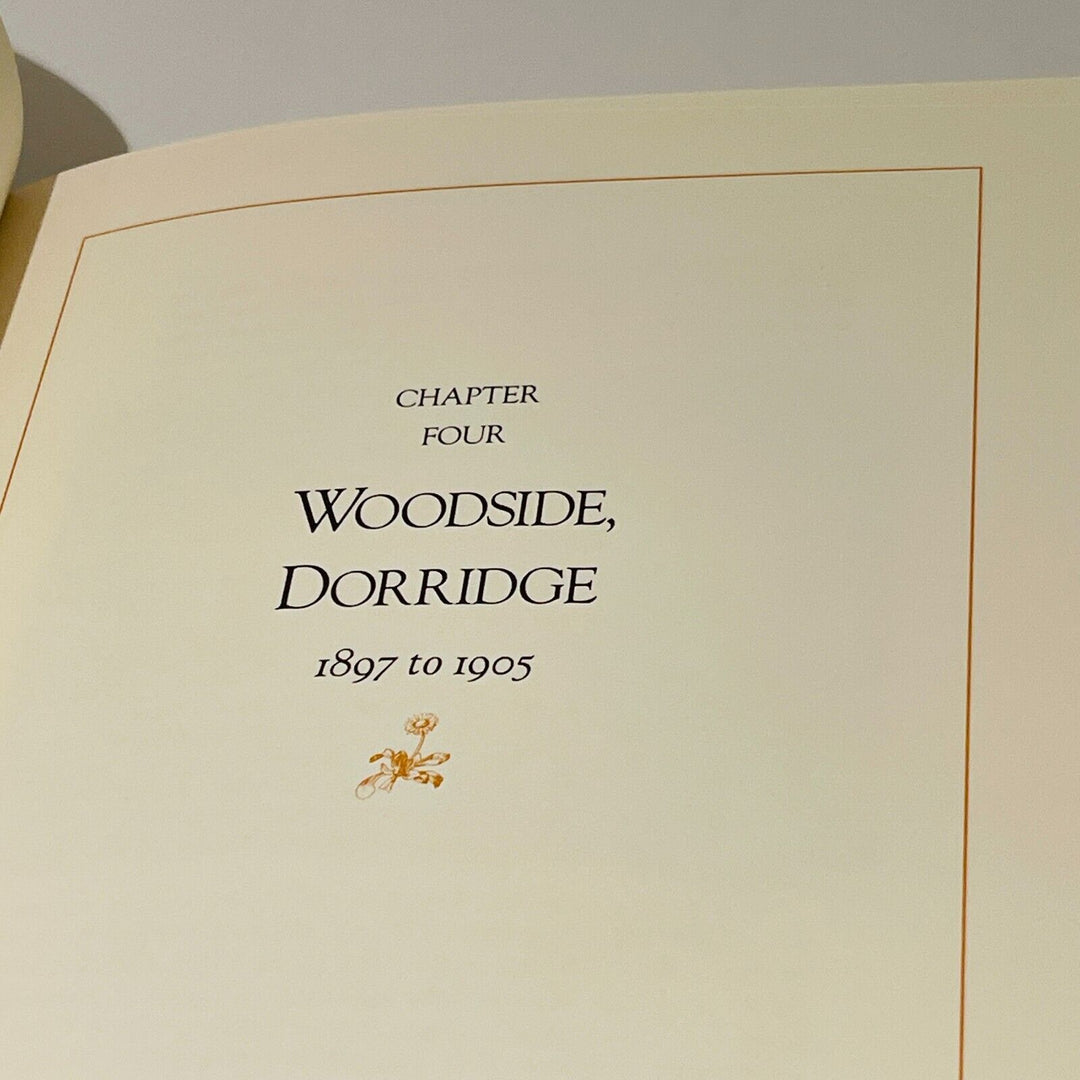 CHAPTER
FOUR
WOODSIDE,
DORRIDGE
1897 to 1905